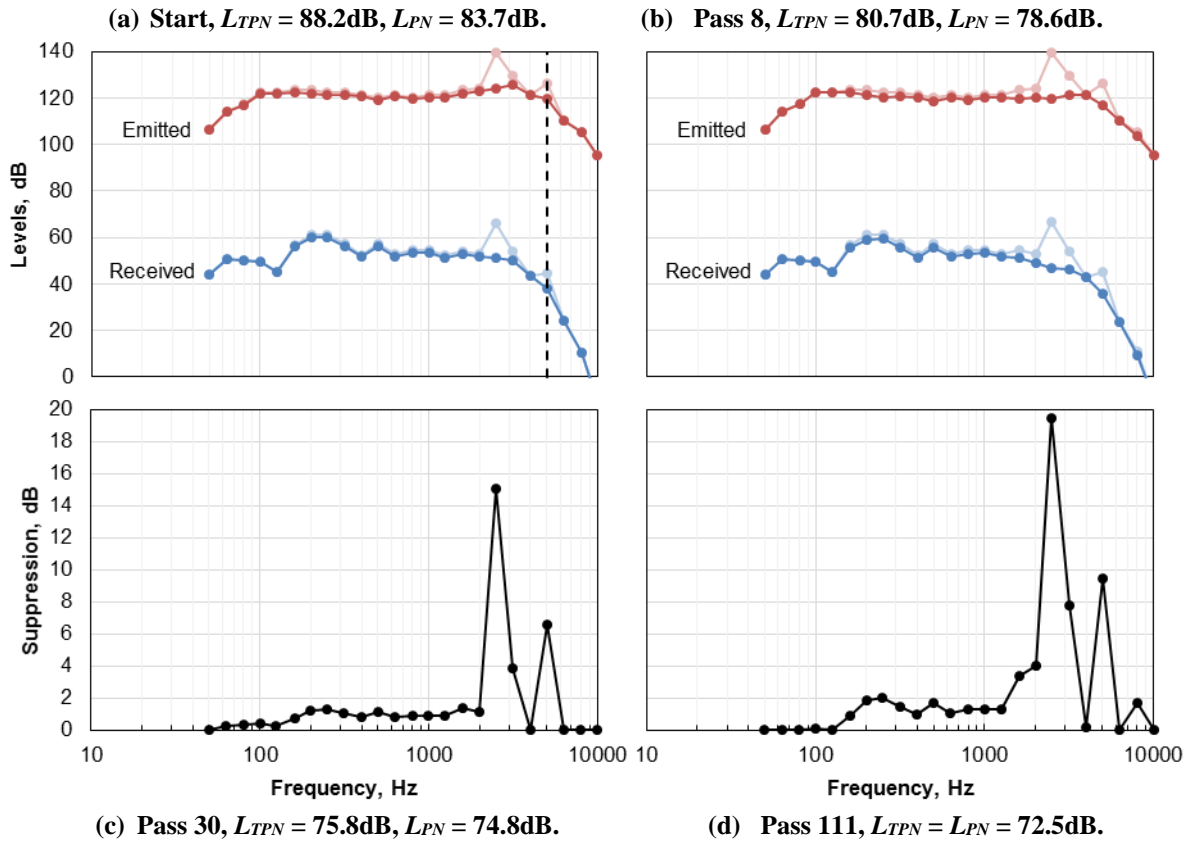 (a) Start, LTPN = 88.2dB, LPN = 83.7dB.
(b) Pass 8, LTPN = 80.7dB, LPN = 78.6dB.
140
120
100
80
60
40
20
0
Levels, dB
Emitted
Received
Emitted
Received
20
18
16
14
12
10
8
6
4
2
0
Suppression, dB
10 100 1000 10000
Frequency, Hz
10 100 1000 10000
Frequency, Hz
(c) Pass 30, LTPN = 75.8dB, LPN = 74.8dB.
(d) Pass 111, LTPN = LPN = 72.5dB.